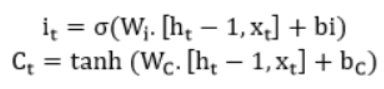 iₜ = σ(Wᵢ. [hₜ − 1, xₜ] + bi)
Cₜ = tanh (W_C. [hₜ − 1, xₜ] + b_C)